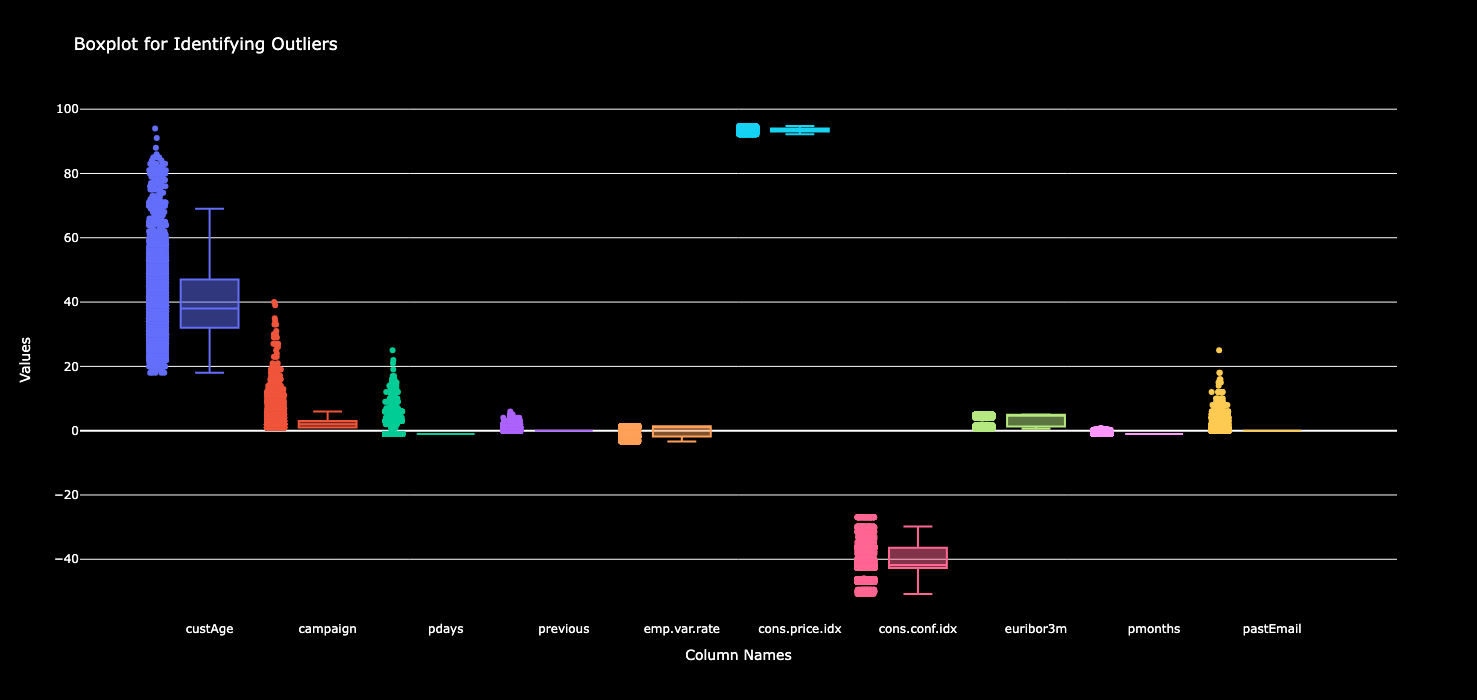 Boxplot for Identifying Outliers
100
80
60
40
20
0
−20
−40
Values
custAge campaign pdays previous emp.var.rate cons.price.idx cons.conf.idx euribor3m pmonths pastEmail
Column Names